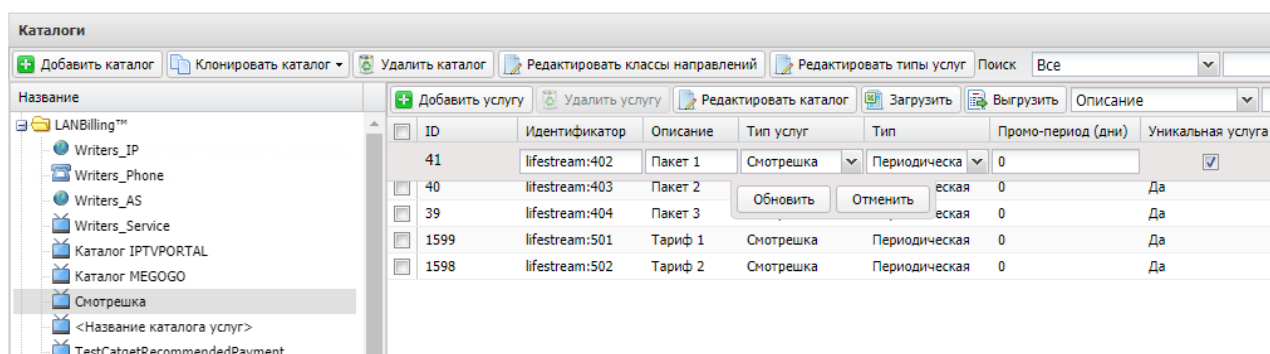 Каталоги
Добавить каталог Клонировать каталог Удалить каталог Редактировать классы направлений Редактировать типы услуг Поиск Все
Название
LANBilling™
Writers_IP
Writers_Phone
Writers_AS
Writers_Service
Каталог IPTVPORTAL
Каталог MEGOGO
Смотрешка
<Название каталога услуг>
TestCatgetRecommendedPayment
Добавить услугу Удалить услугу Редактировать каталог Загрузить Выгрузить Описание
ID Идентификатор Описание Тип услуг Тип Промо-период (дни) Уникальная услуга
41 lifestream:402 Пакет 1 Смотрешка Периодическа 0
40 lifestream:403 Пакет 2 еская 0 Да
Обновить Отменить
39 lifestream:404 Пакет 3 еская 0 Да
1599 lifestream:501 Тариф 1 Смотрешка Периодическая 0 Да
1598 lifestream:502 Тариф 2 Смотрешка Периодическая 0 Да